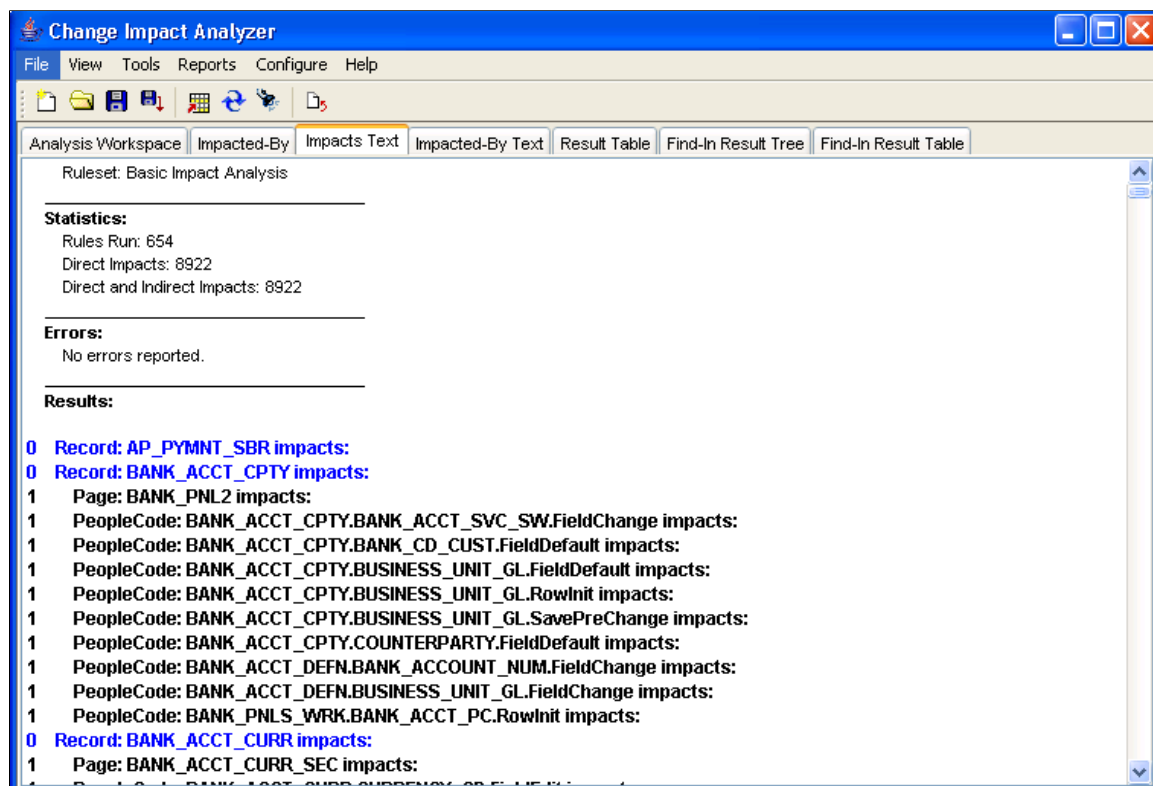 Change Impact Analyzer
File View Tools Reports Configure Help
Analysis Workspace Impacted-By Impacts Text Impacted-By Text Result Table Find-In Result Tree Find-In Result Table
Ruleset: Basic Impact Analysis
Statistics:
Rules Run: 654
Direct Impacts: 8922
Direct and Indirect Impacts: 8922
Errors:
No errors reported.
Results:
0 Record: AP_PYMNT_SBR impacts:
0 Record: BANK_ACCT_CPTY impacts:
1 Page: BANK_PNL2 impacts:
1 PeopleCode: BANK_ACCT_CPTY.BANK_ACCT_SVC_SW.FieldChange impacts:
1 PeopleCode: BANK_ACCT_CPTY.BANK_CD_CUST.FieldDefault impacts:
1 PeopleCode: BANK_ACCT_CPTY.BUSINESS_UNIT_GL.FieldDefault impacts:
1 PeopleCode: BANK_ACCT_CPTY.BUSINESS_UNIT_GL.RowInit impacts:
1 PeopleCode: BANK_ACCT_CPTY.BUSINESS_UNIT_GL.SavePreChange impacts:
1 PeopleCode: BANK_ACCT_CPTY.COUNTERPARTY.FieldDefault impacts:
1 PeopleCode: BANK_ACCT_DEFN.BANK_ACCOUNT_NUM.FieldChange impacts:
1 PeopleCode: BANK_ACCT_DEFN.BUSINESS_UNIT_GL.FieldChange impacts:
1 PeopleCode: BANK_PNLS_WRK.BANK_ACCT_PC.RowInit impacts:
0 Record: BANK_ACCT_CURR impacts:
1 Page: BANK_ACCT_CURR_SEC impacts: